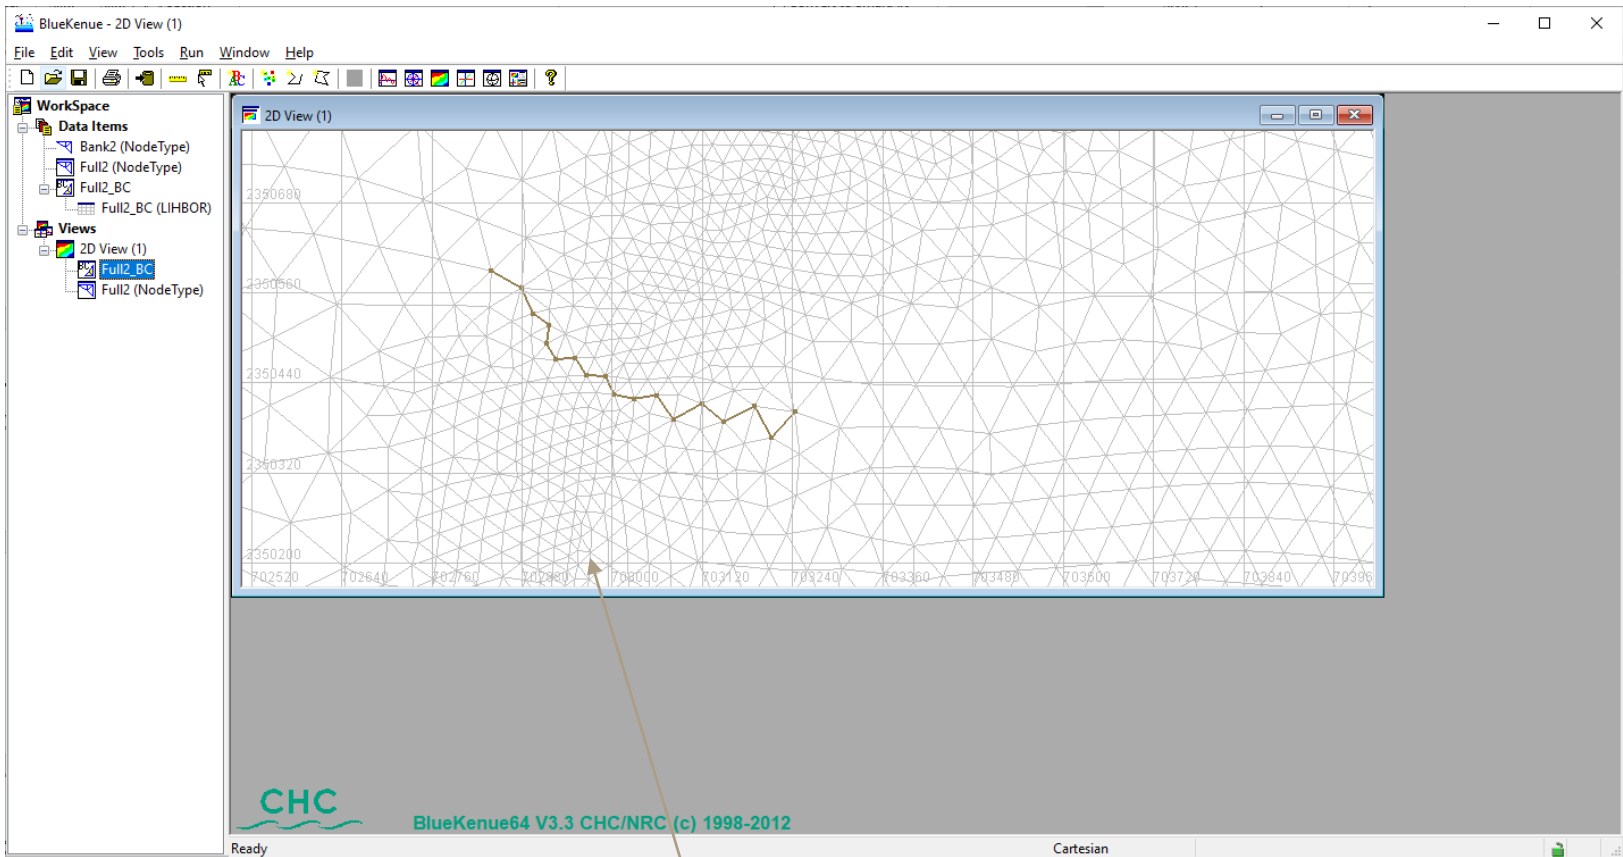 BlueKenue - 2D View (1)
File Edit View Tools Run Window Help
WorkSpace
Data Items
Bank2 (NodeType)
Full2 (NodeType)
Full2_BC
Full2_BC (LIHBOR)
Views
2D View (1)
Full2_BC
Full2 (NodeType)
2D View (1)
2350680
2350560
2350440
2350320
2350200
702520 702640 702760 702880 703000 703120 703240 703360 703480 703600 703720 703840 70396
CHC
BlueKenue64 V3.3 CHC/NRC (c) 1998-2012
Ready Cartesian